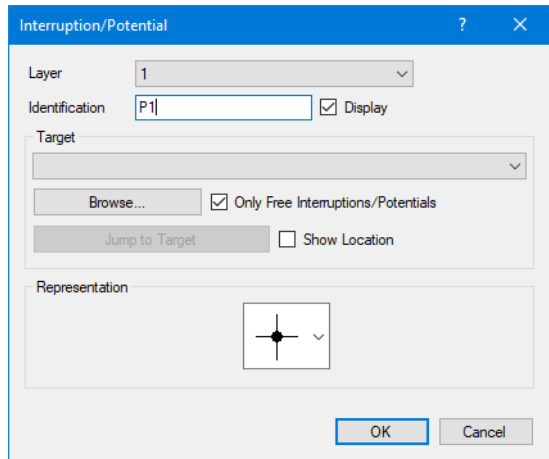 Interruption/Potential ?
Layer 1
Identification P1 Display
Target
Browse... Only Free Interruptions/Potentials
Jump to Target Show Location
Representation
OK Cancel